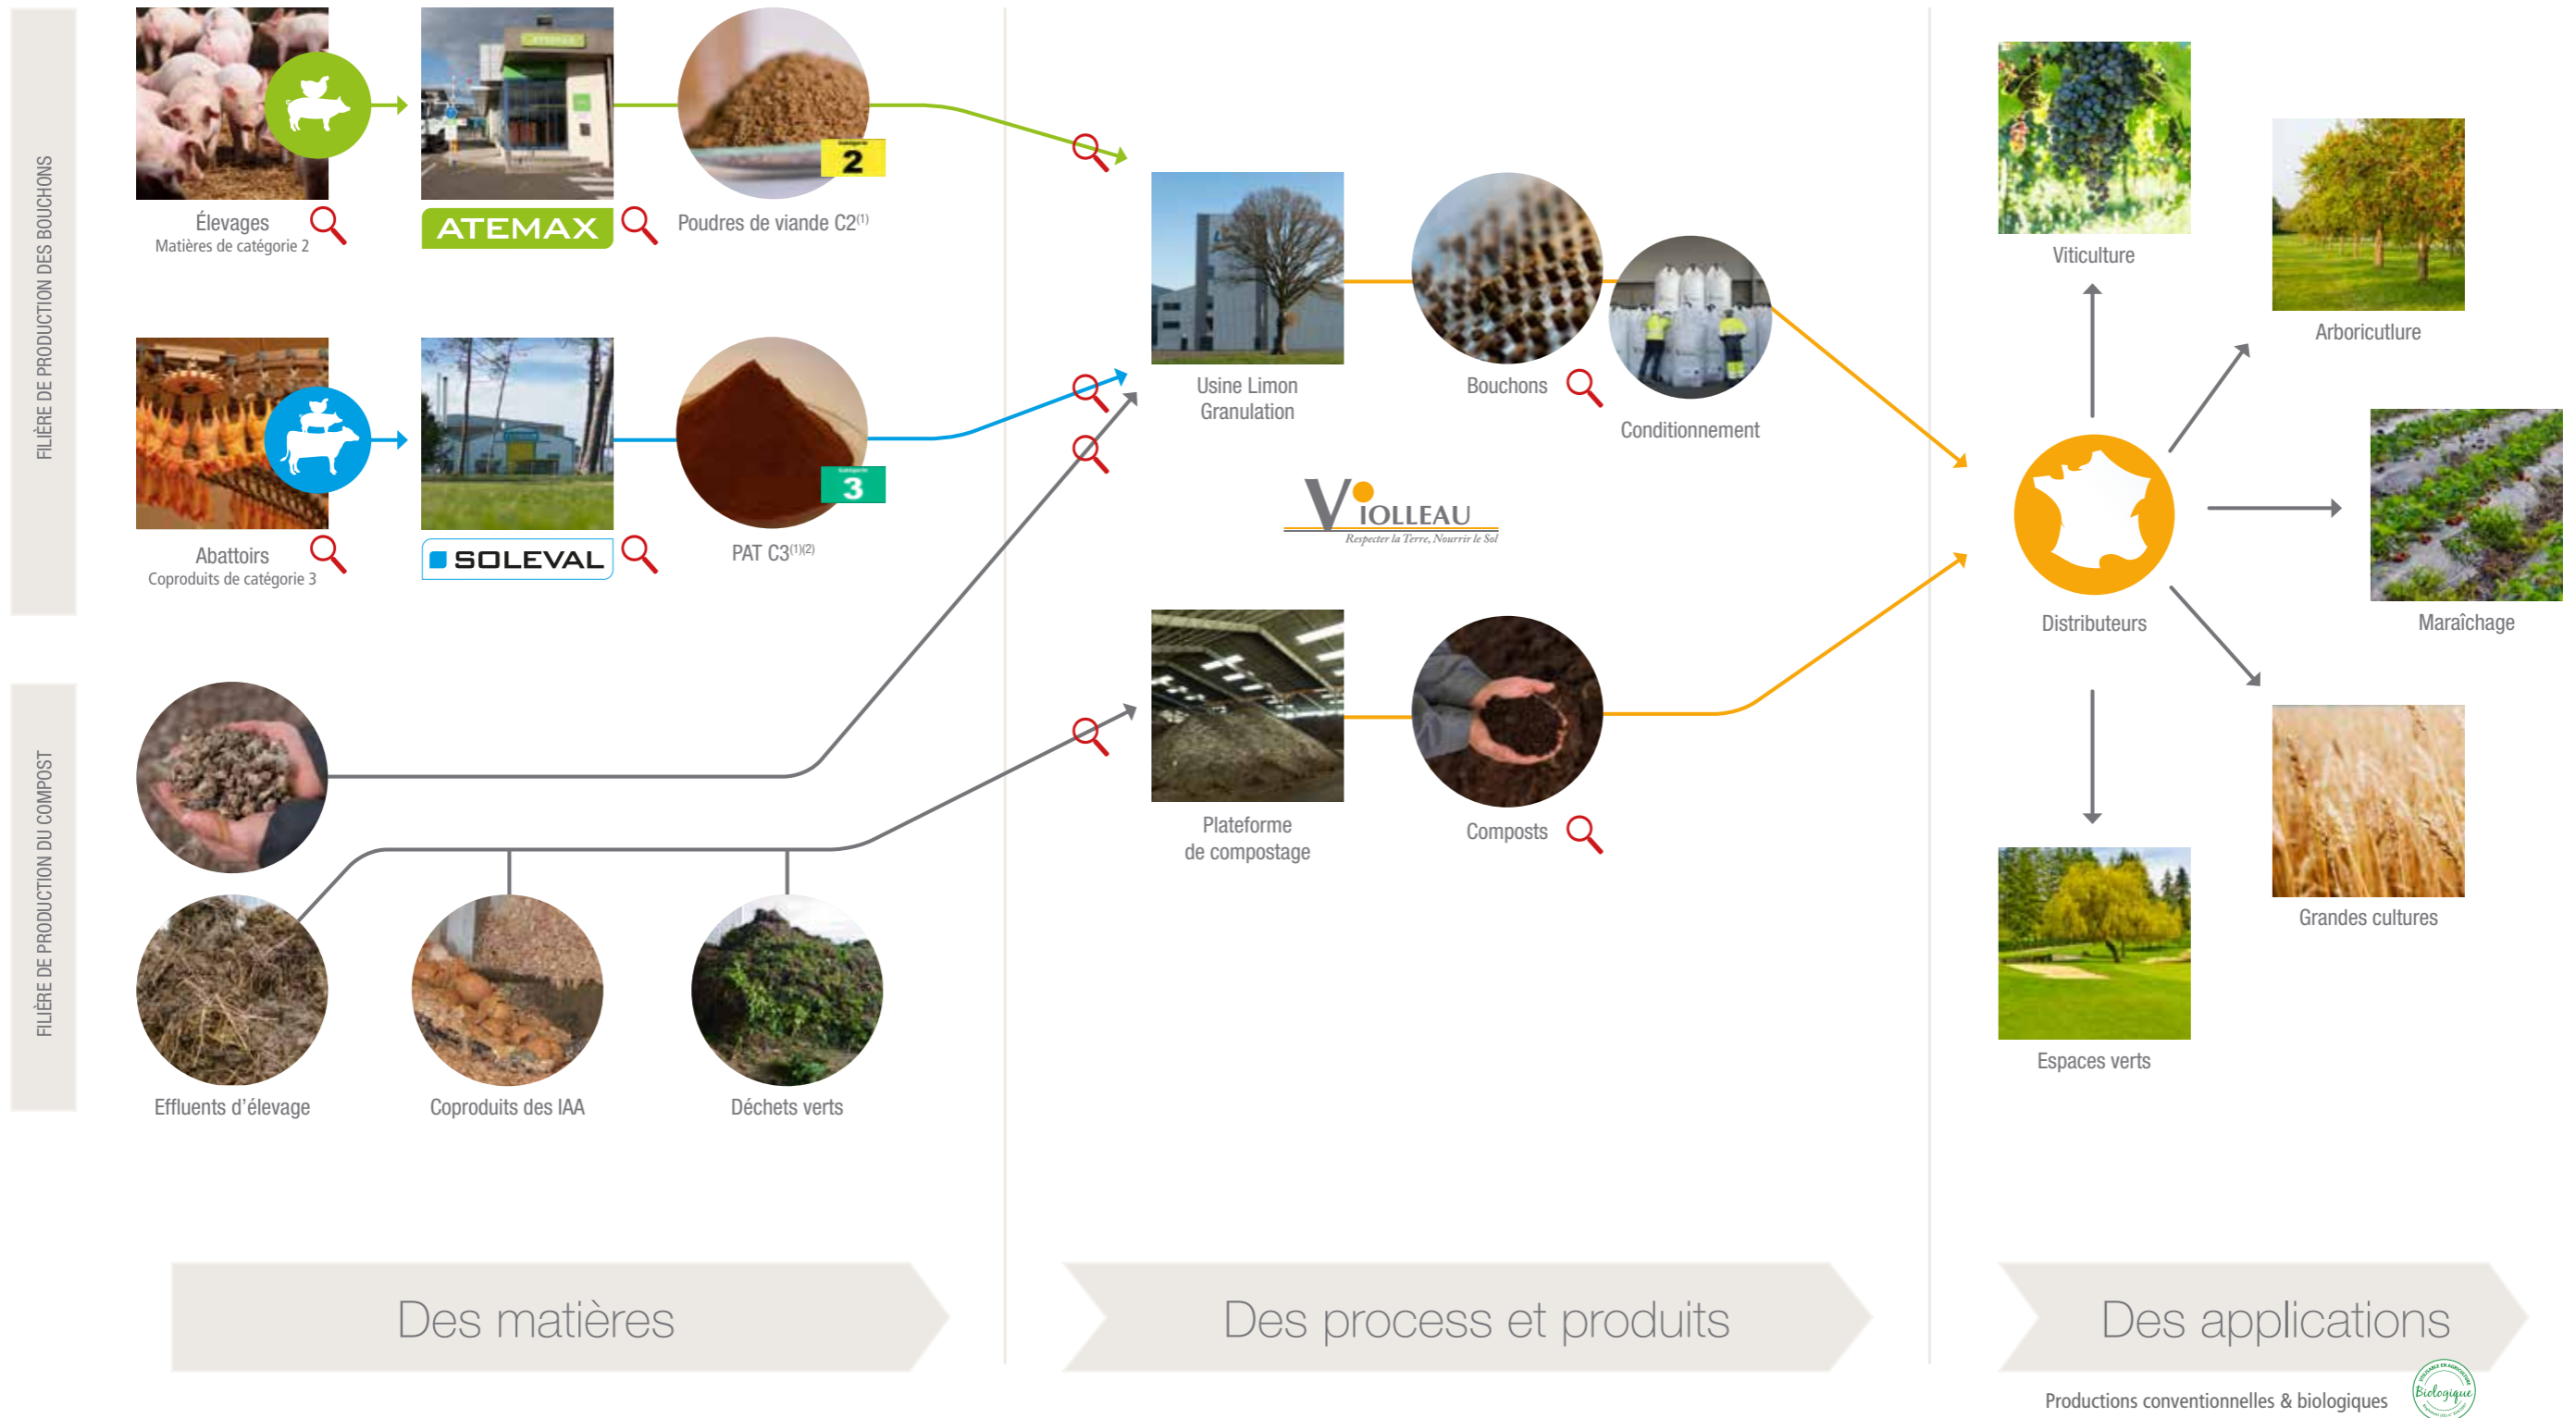 FILIÈRE DE PRODUCTION DES BOUCHONS
Élevages
Matières de catégorie 2
ATEMAX
Poudres de viande C2(1)
2
Abattoirs
Coproduits de catégorie 3
SOLEVAL
PAT C3(1)(2)
3
FILIÈRE DE PRODUCTION DU COMPOST
Effluents d'élevage
Coproduits des IAA
Déchets verts
Usine Limon
Granulation
Bouchons
Conditionnement
VIOLLEAU
Respecter la Terre, Nourrir le Sol
Plateforme
de compostage
Composts
Viticulture
Arboricutlure
Maraîchage
Distributeurs
Grandes cultures
Espaces verts
Des matières
Des process et produits
Des applications
Productions conventionnelles & biologiques
Biologique